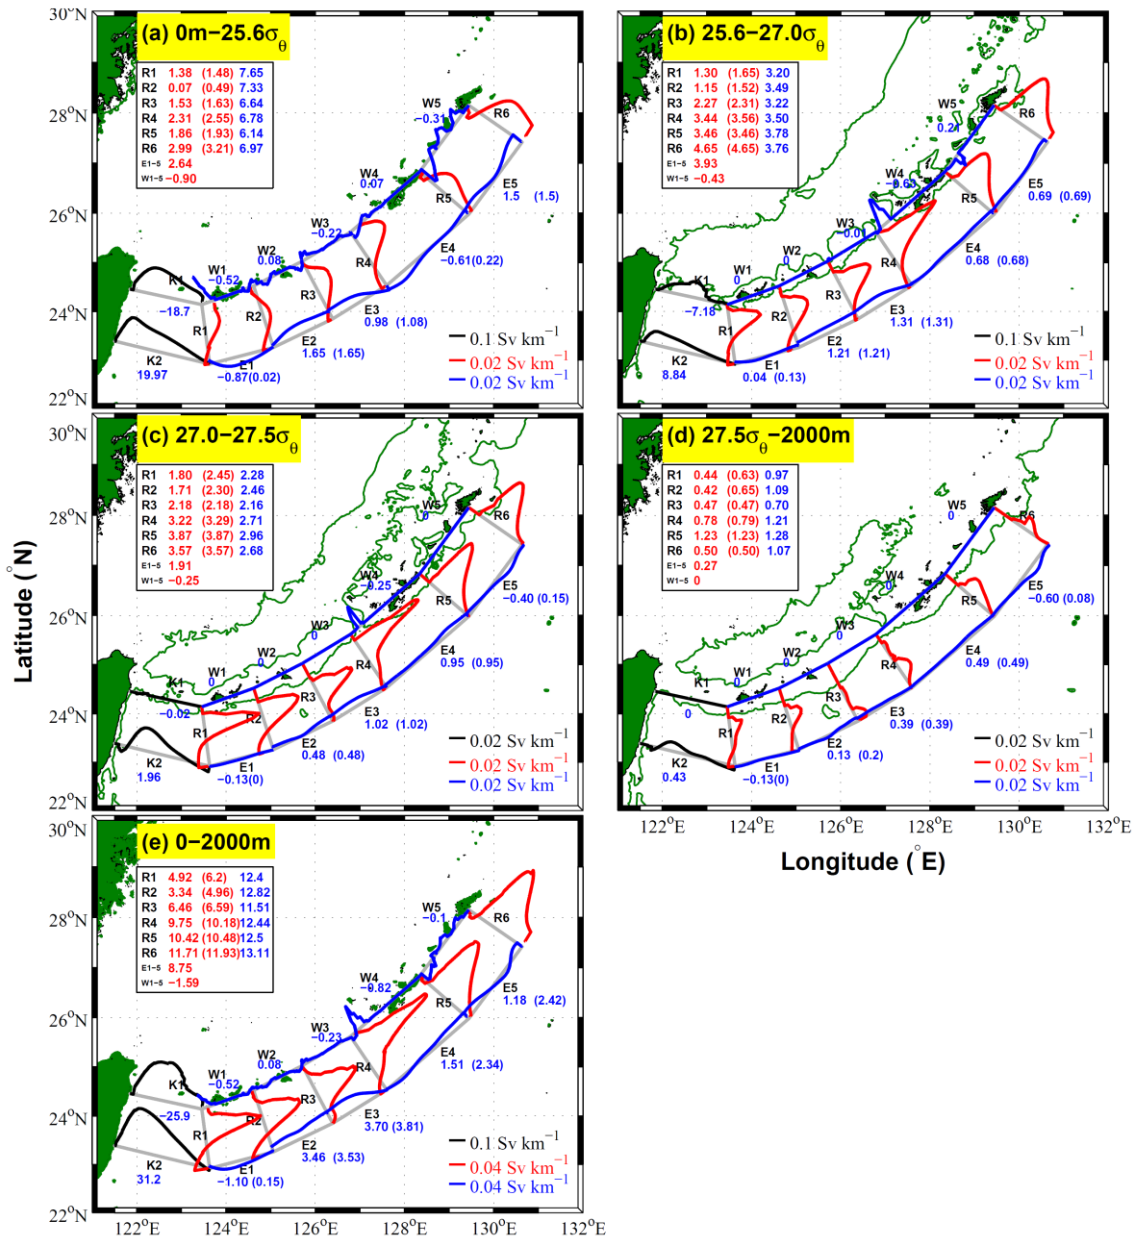 30°N
28°N
26°N
24°N
22°N
(a) 0m−25.6σθ
R1 1.38 (1.48) 7.65
R2 0.07 (0.49) 7.33
R3 1.53 (1.63) 6.64
R4 2.31 (2.55) 6.78
R5 1.86 (1.93) 6.14
R6 2.99 (3.21) 6.97
E1−5 2.64
W1−5 −0.90
W5
−0.31
R6
W4
0.07
R5
E5
1.5 (1.5)
W3
−0.22
W2
0.08
W1
−0.52
K1
−18.7
R4
E4
−0.61(0.22)
R3
R2
R1
E3
0.98 (1.08)
E2
1.65 (1.65)
K2
19.97
E1
−0.87(0.02)
0.1 Sv km−1
0.02 Sv km−1
0.02 Sv km−1
(b) 25.6−27.0σθ
R1 1.30 (1.65) 3.20
R2 1.15 (1.52) 3.49
R3 2.27 (2.31) 3.22
R4 3.44 (3.56) 3.50
R5 3.46 (3.46) 3.78
R6 4.65 (4.65) 3.76
E1−5 3.93
W1−5 −0.43
W5
0.21
R6
W4
−0.63
R5
E5
0.69 (0.69)
W3
−0.01
W2
0
W1
0
K1
−7.18
R4
E4
0.68 (0.68)
R3
R2
R1
E3
1.31 (1.31)
E2
1.21 (1.21)
K2
8.84
E1
0.04 (0.13)
0.1 Sv km−1
0.02 Sv km−1
0.02 Sv km−1
30°N
28°N
26°N
24°N
22°N
Latitude (°N)
(c) 27.0−27.5σθ
R1 1.80 (2.45) 2.28
R2 1.71 (2.30) 2.46
R3 2.18 (2.18) 2.16
R4 3.22 (3.29) 2.71
R5 3.87 (3.87) 2.96
R6 3.57 (3.57) 2.68
E1−5 1.91
W1−5 −0.25
W5
0
R6
W4
−0.25
R5
E5
−0.40 (0.15)
W3
0
W2
0
W1
0
K1
−0.02
R4
E4
0.95 (0.95)
R3
R2
R1
E3
1.02 (1.02)
E2
0.48 (0.48)
K2
1.96
E1
−0.13(0)
0.02 Sv km−1
0.02 Sv km−1
0.02 Sv km−1
(d) 27.5σθ−2000m
R1 0.44 (0.63) 0.97
R2 0.42 (0.65) 1.09
R3 0.47 (0.47) 0.70
R4 0.78 (0.79) 1.21
R5 1.23 (1.23) 1.28
R6 0.50 (0.50) 1.07
E1−5 0.27
W1−5 0
W5
0
R6
W4
0
R5
E5
−0.60 (0.08)
W3
0
W2
0
W1
0
K1
0
R4
E4
0.49 (0.49)
R3
R2
R1
E3
0.39 (0.39)
E2
0.13 (0.2)
K2
0.43
E1
−0.13(0)
0.02 Sv km−1
0.02 Sv km−1
0.02 Sv km−1
122°E 124°E 126°E 128°E 130°E 132°E
Longitude (°E)
30°N
28°N
26°N
24°N
22°N
(e) 0−2000m
R1 4.92 (6.2) 12.4
R2 3.34 (4.96) 12.82
R3 6.46 (6.59) 11.51
R4 9.75 (10.18) 12.44
R5 10.42 (10.48) 12.5
R6 11.71 (11.93) 13.11
E1−5 8.75
W1−5 −1.59
W5
−0.1
R6
W4
−0.82
R5
E5
1.18 (2.42)
W3
−0.23
W2
0.08
W1
−0.52
K1
−25.9
R4
E4
1.51 (2.34)
R3
R2
R1
E3
3.70 (3.81)
E2
3.46 (3.53)
K2
31.2
E1
−1.10 (0.15)
0.1 Sv km−1
0.04 Sv km−1
0.04 Sv km−1
122°E 124°E 126°E 128°E 130°E 132°E